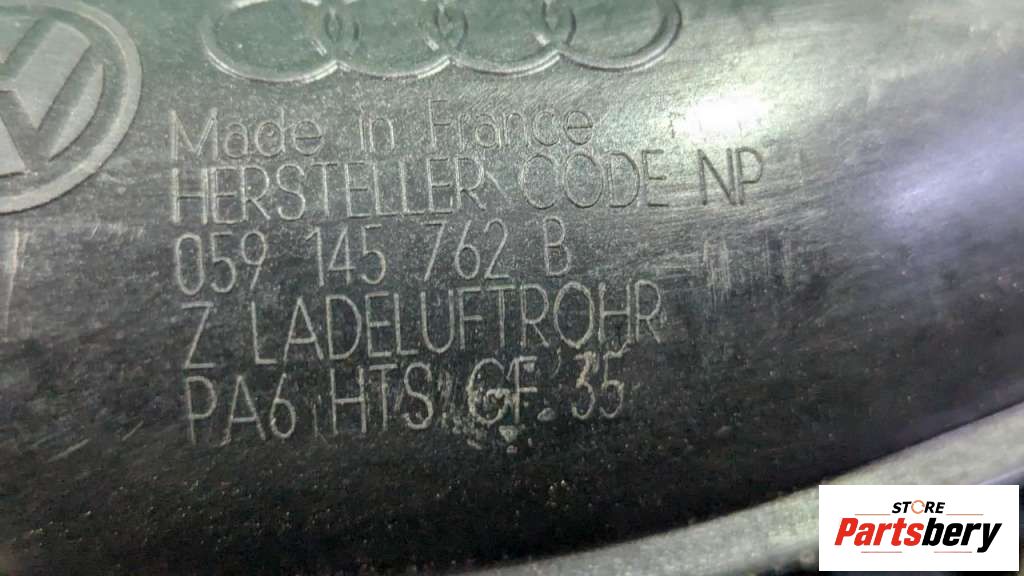 Made in France
HERSTELLER CODE NP
059 145 762 B
Z LADELUFTROHR
PA6 HTS GF 35
STORE
Partsbery